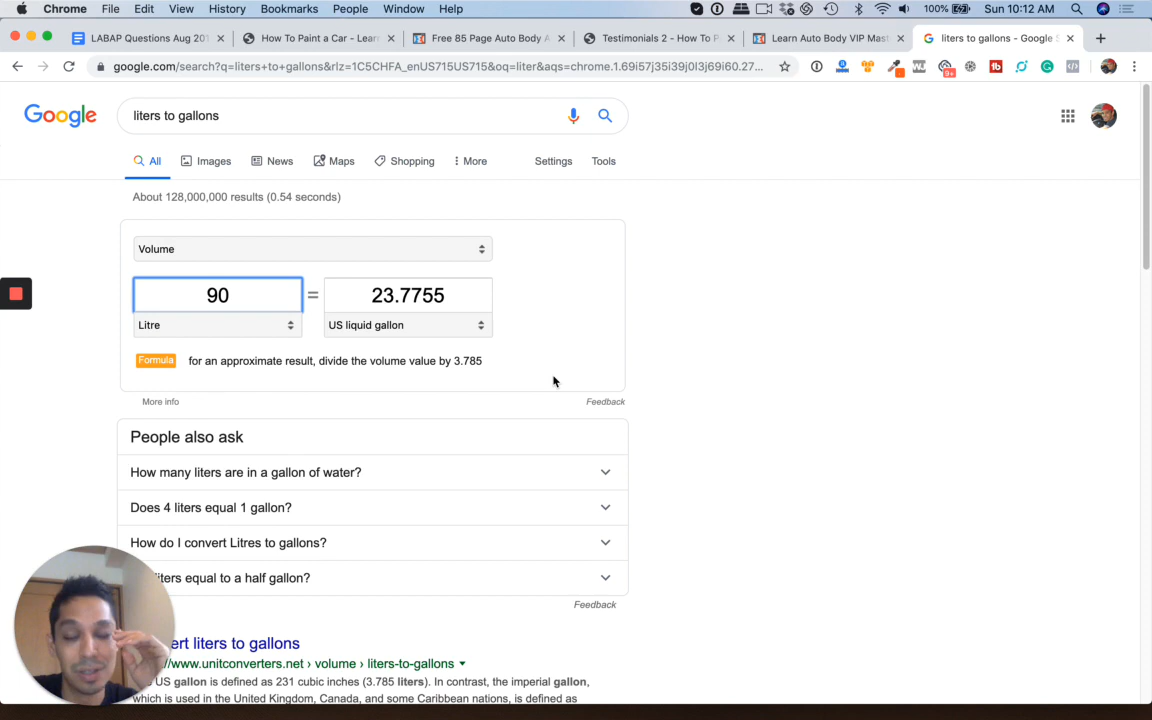 Chrome File Edit View History Bookmarks People Window Help 100% Sun 10:12 AM
LABAP Questions Aug 201 How To Paint a Car - Learn Free 85 Page Auto Body A Testimonials 2 - How To P Learn Auto Body VIP Mast liters to gallons - Google S
google.com/search?q=liters+to+gallons&rlz=1C5CHFA_enUS715US715&oq=liter&aqs=chrome.1.69i57j35i39j0l3j69i60.27...
Google liters to gallons
All Images News Maps Shopping More Settings Tools
About 128,000,000 results (0.54 seconds)
Volume
90 = 23.7755
Litre US liquid gallon
Formula for an approximate result, divide the volume value by 3.785
More info Feedback
People also ask
How many liters are in a gallon of water?
Does 4 liters equal 1 gallon?
How do I convert Litres to gallons?
liters equal to a half gallon?
Feedback
ert liters to gallons
/www.unitconverters.net › volume › liters-to-gallons
US gallon is defined as 231 cubic inches (3.785 liters). In contrast, the imperial gallon,
which is used in the United Kingdom, Canada, and some Caribbean nations, is defined as